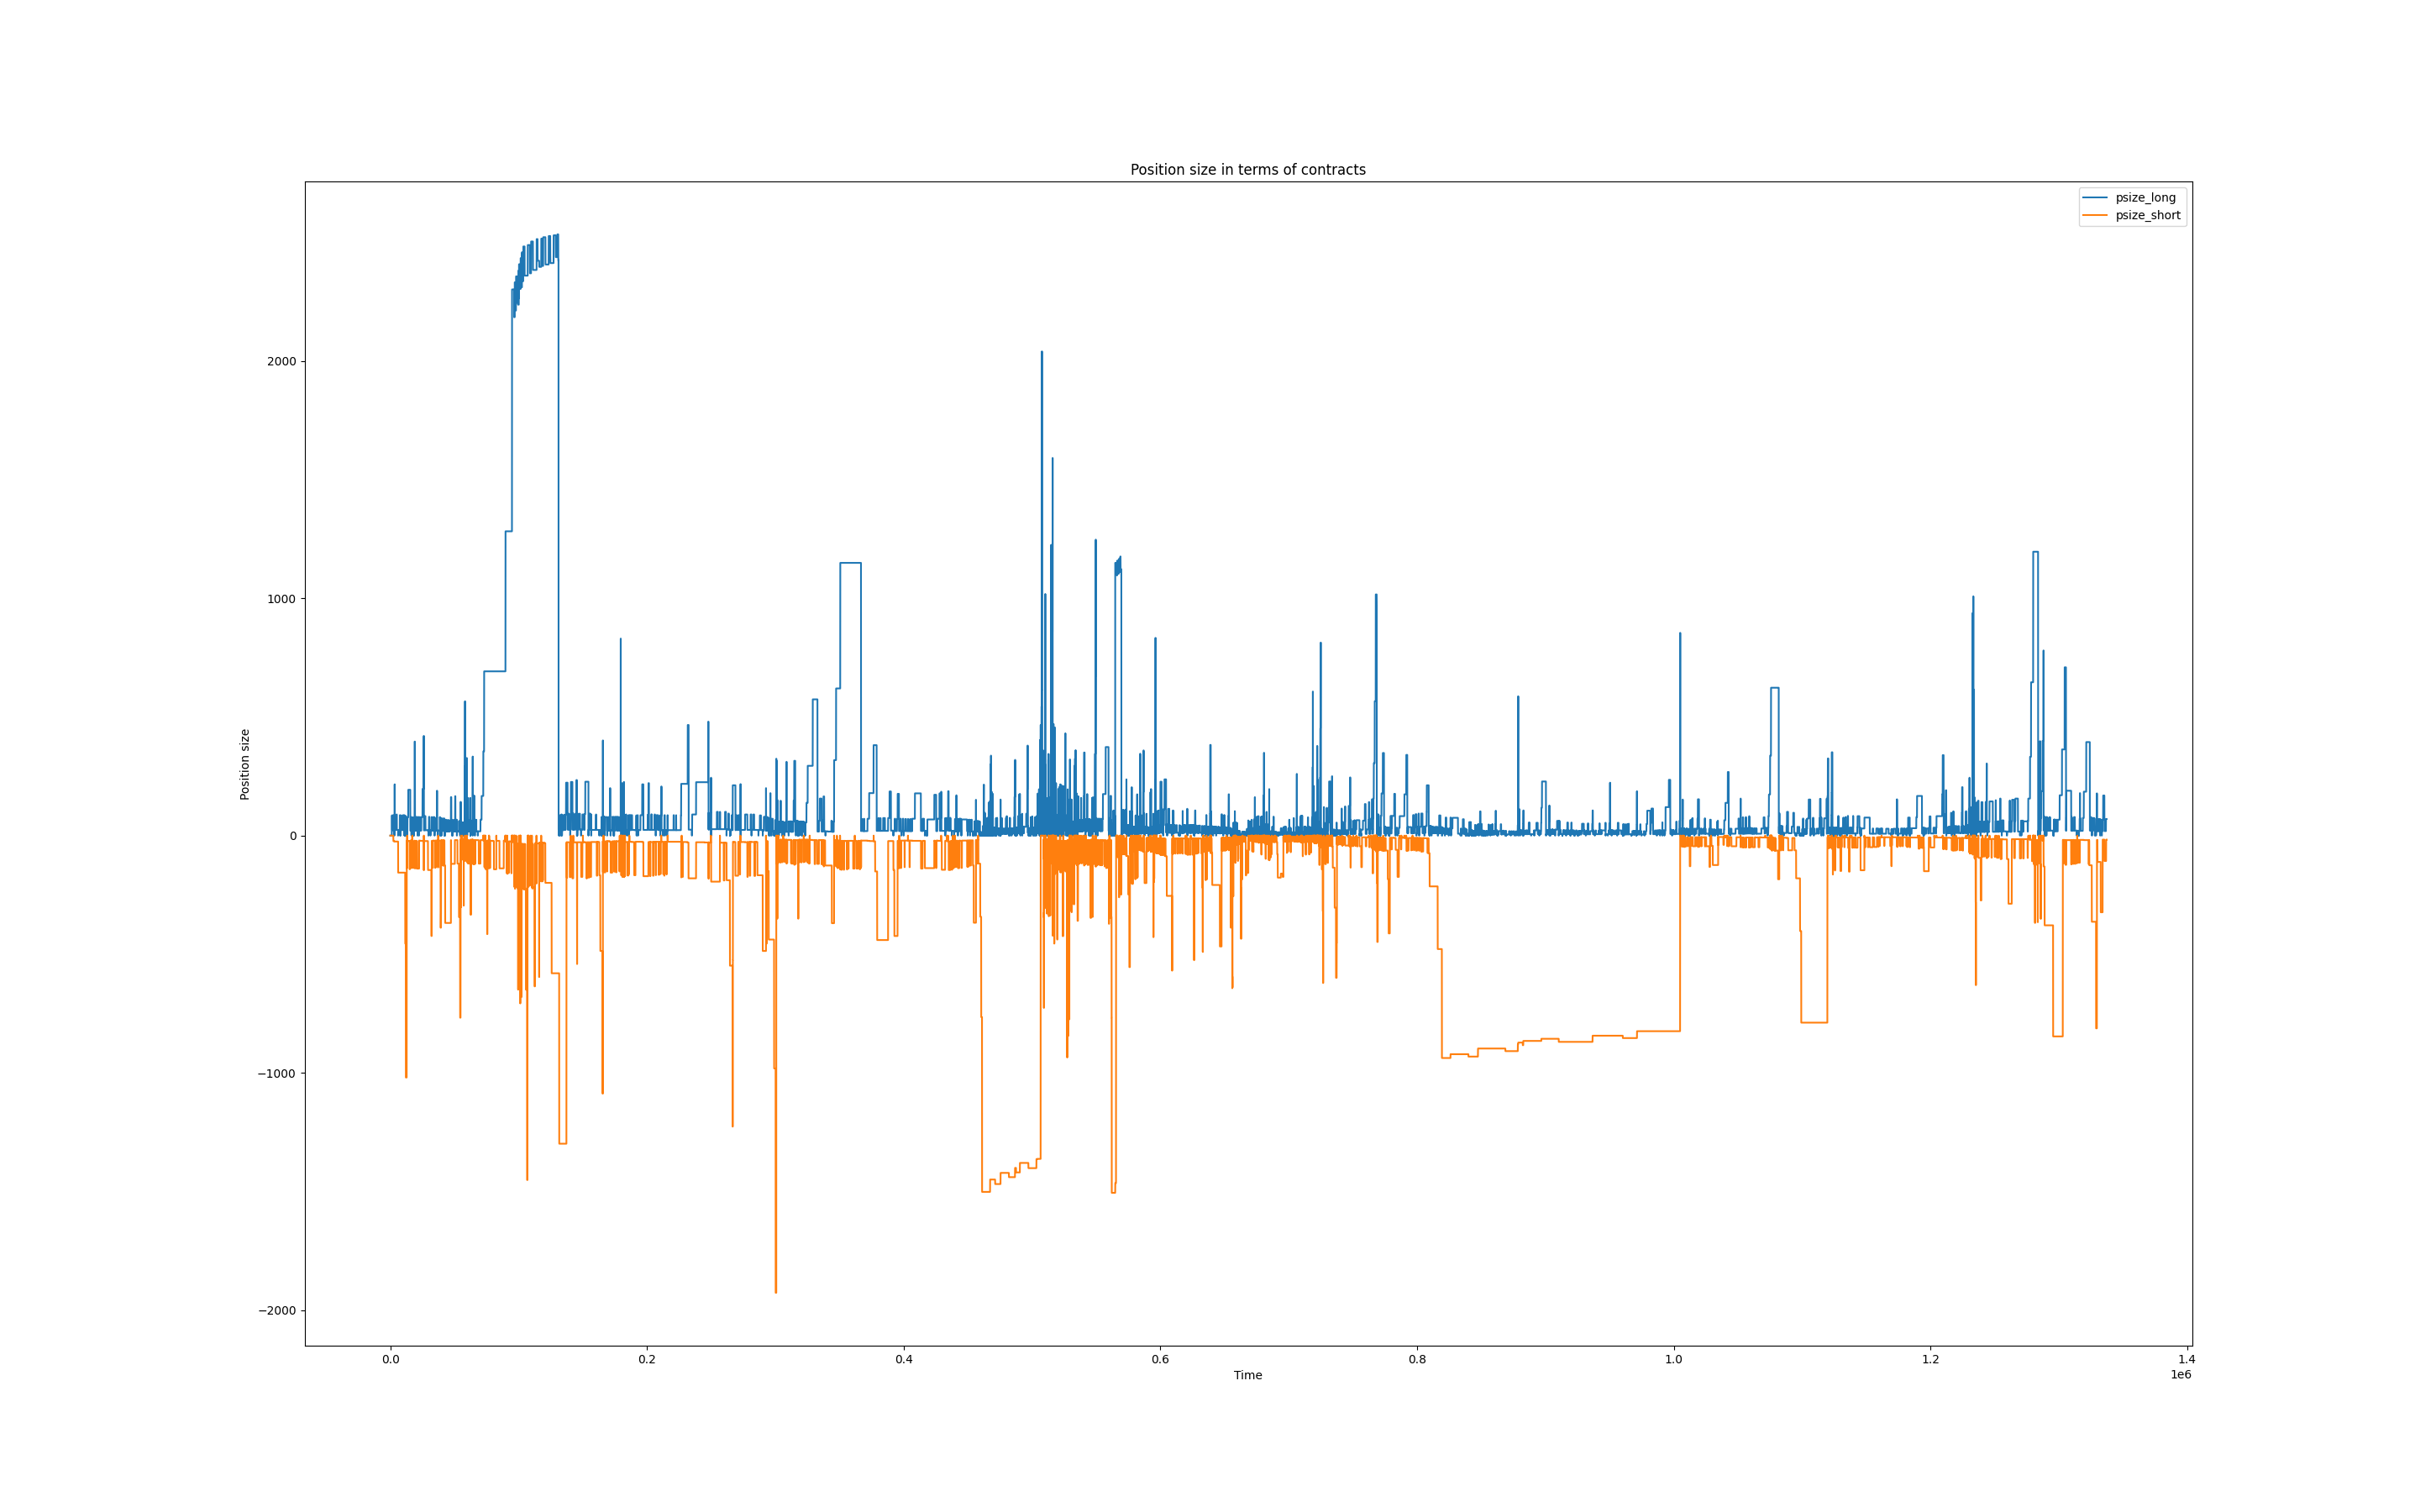 Position size in terms of contracts
psize_long
psize_short
Position size
2000
1000
0
−1000
−2000
0.0
0.2
0.4
0.6
0.8
1.0
1.2
1.4
1e6
Time